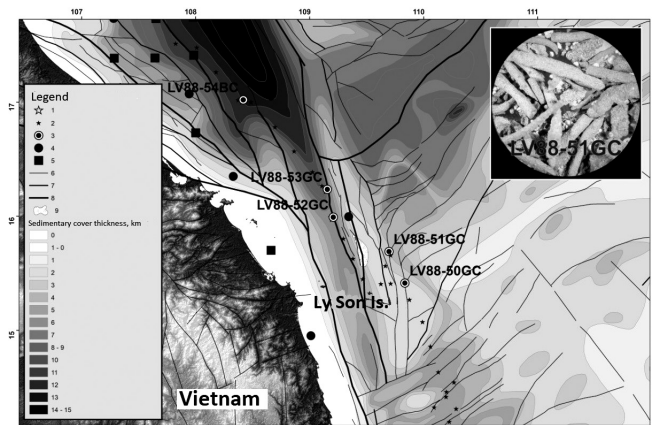 107
108
109
110
111
17
16
15
LV88-51GC
LV88-54BC
LV88-53GC
LV88-52GC
LV88-51GC
LV88-50GC
Ly Son Is.
Vietnam
Legend
1
2
3
4
5
6
7
8
9
Sedimentary cover thickness, km
0
1 - 0
1
2
3
4
5
6
7
8 - 9
10
11
12
13
14 - 15